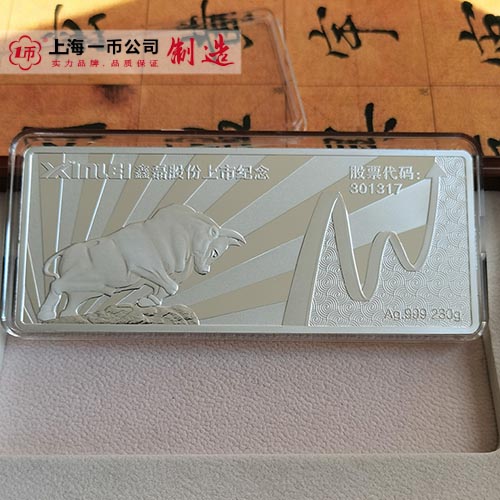 上海一币公司 制造
实力品牌，品质保证
XINLEI 鑫磊股份上市纪念
股票代码：
301317
Ag.999 230g